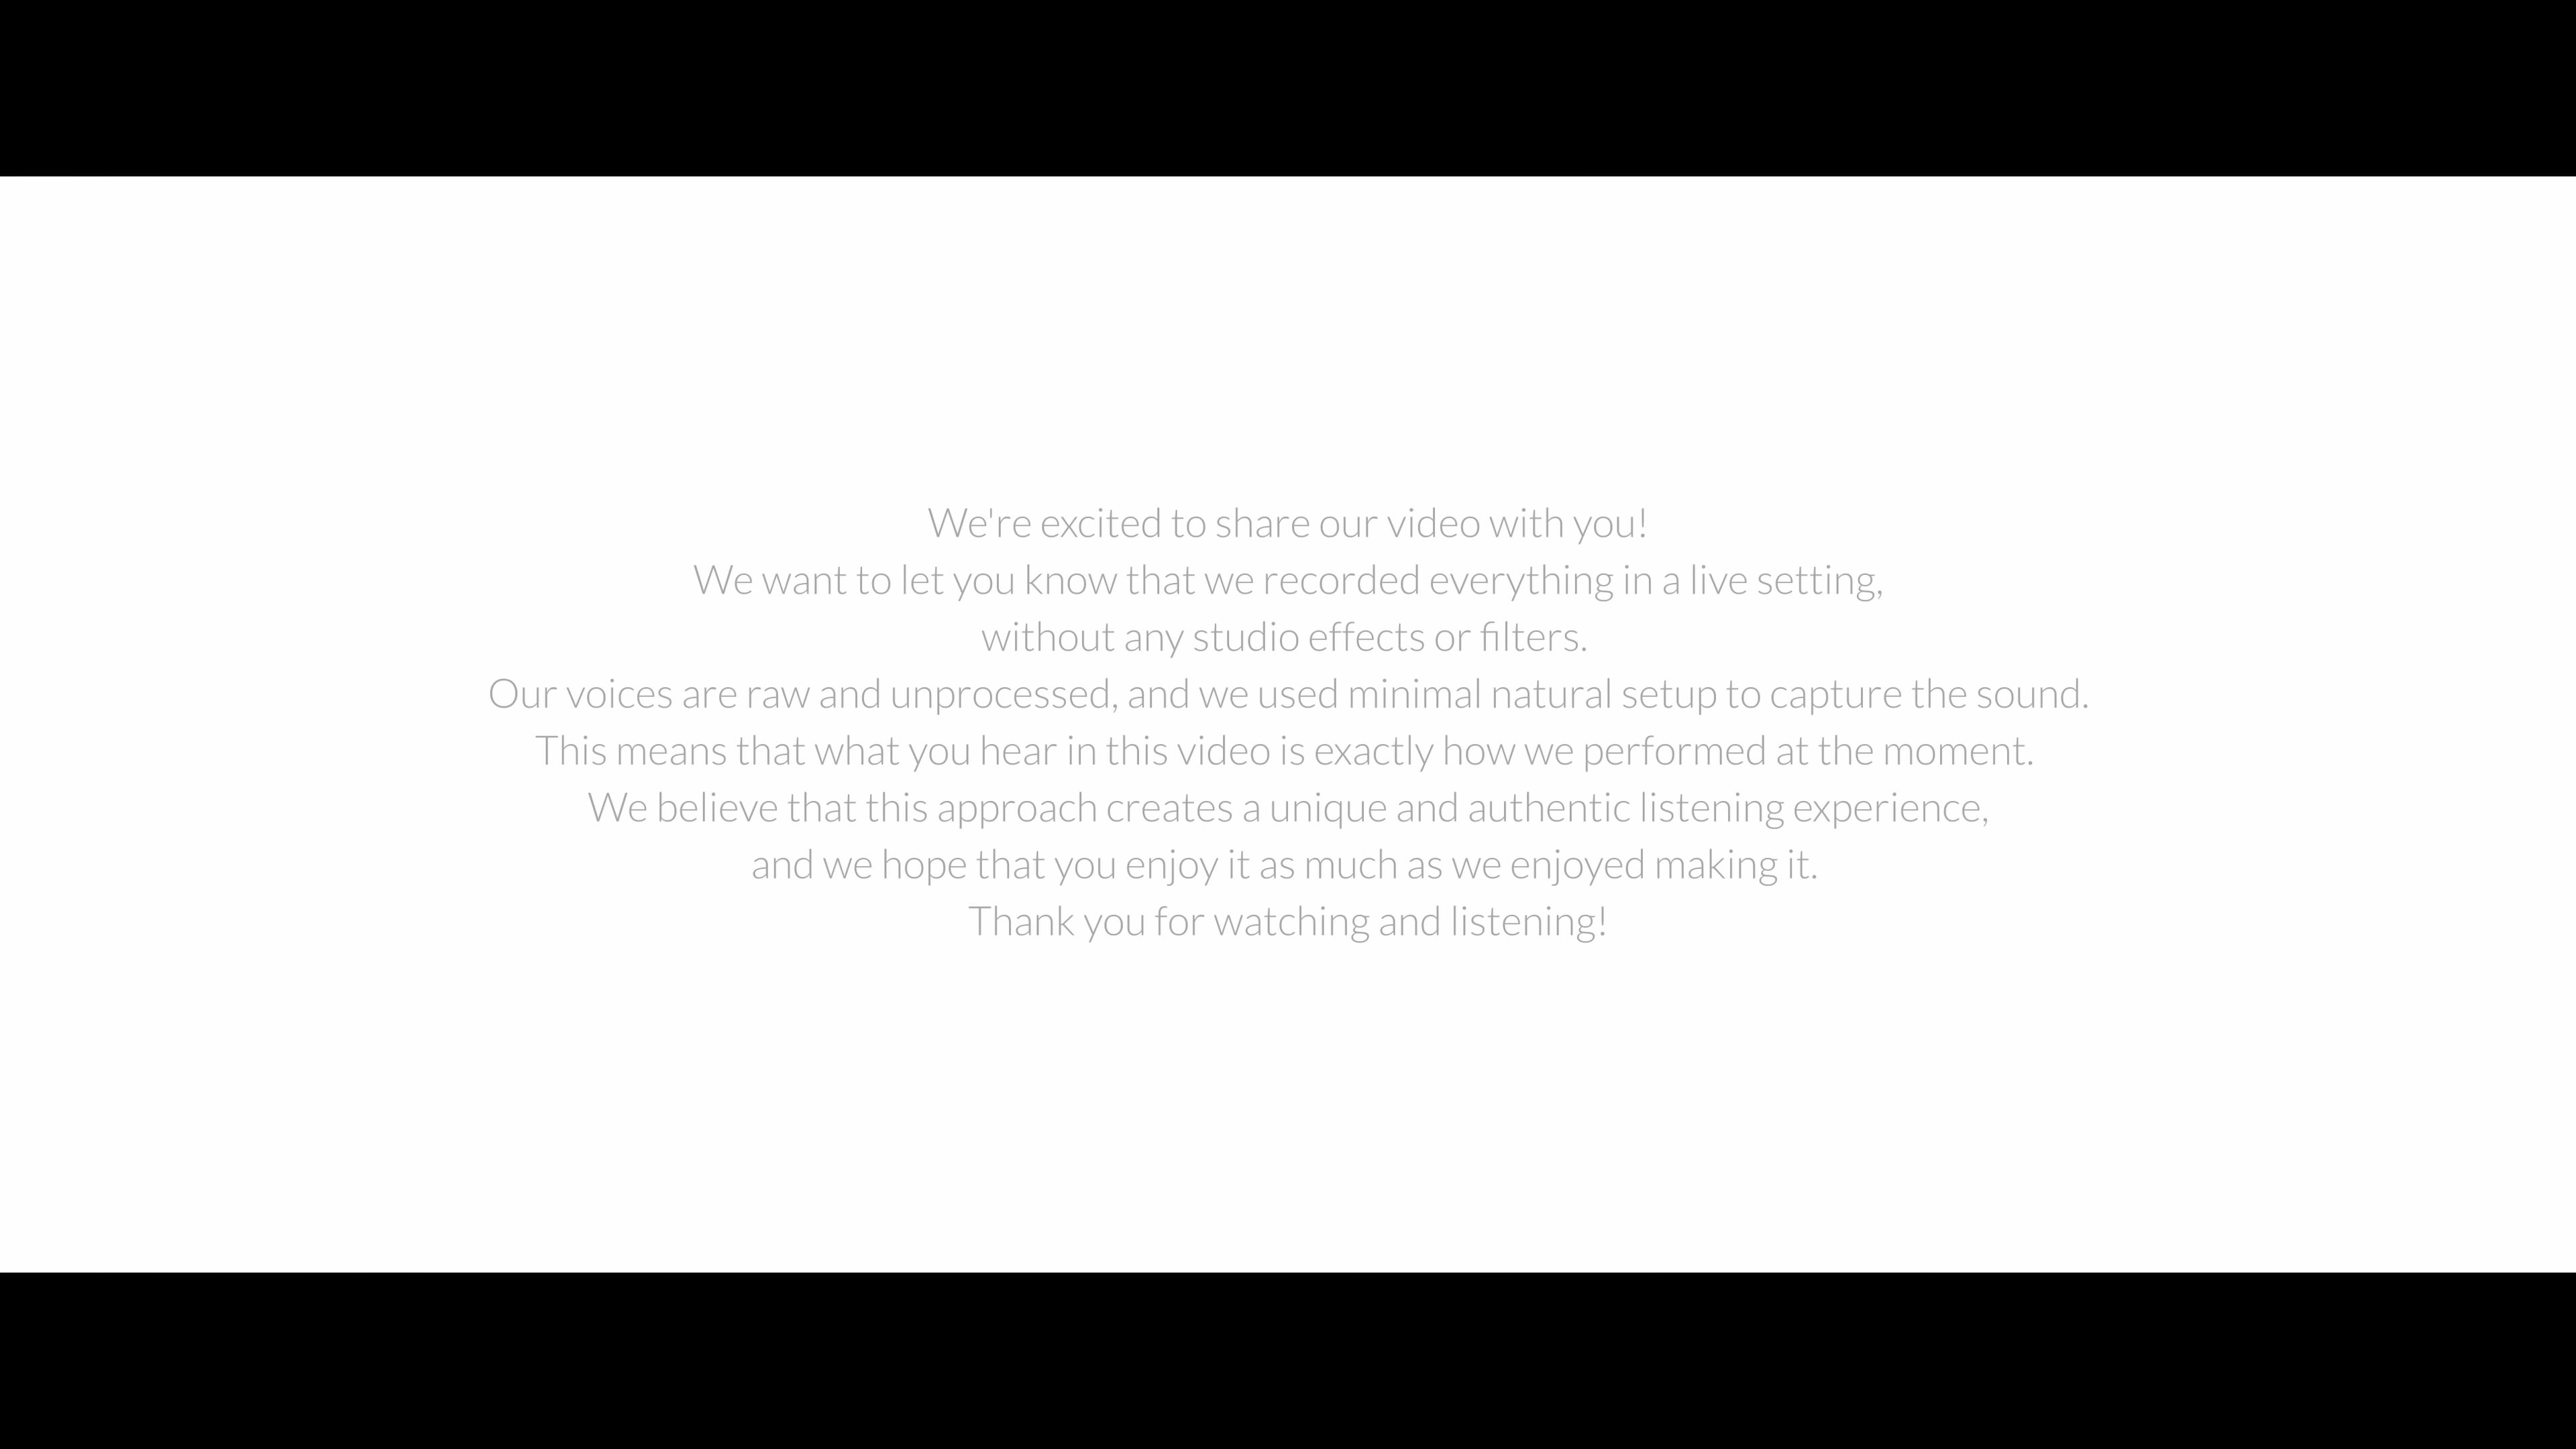 We're excited to share our video with you!
We want to let you know that we recorded everything in a live setting,
without any studio effects or filters.
Our voices are raw and unprocessed, and we used minimal natural setup to capture the sound.
This means that what you hear in this video is exactly how we performed at the moment.
We believe that this approach creates a unique and authentic listening experience,
and we hope that you enjoy it as much as we enjoyed making it.
Thank you for watching and listening!